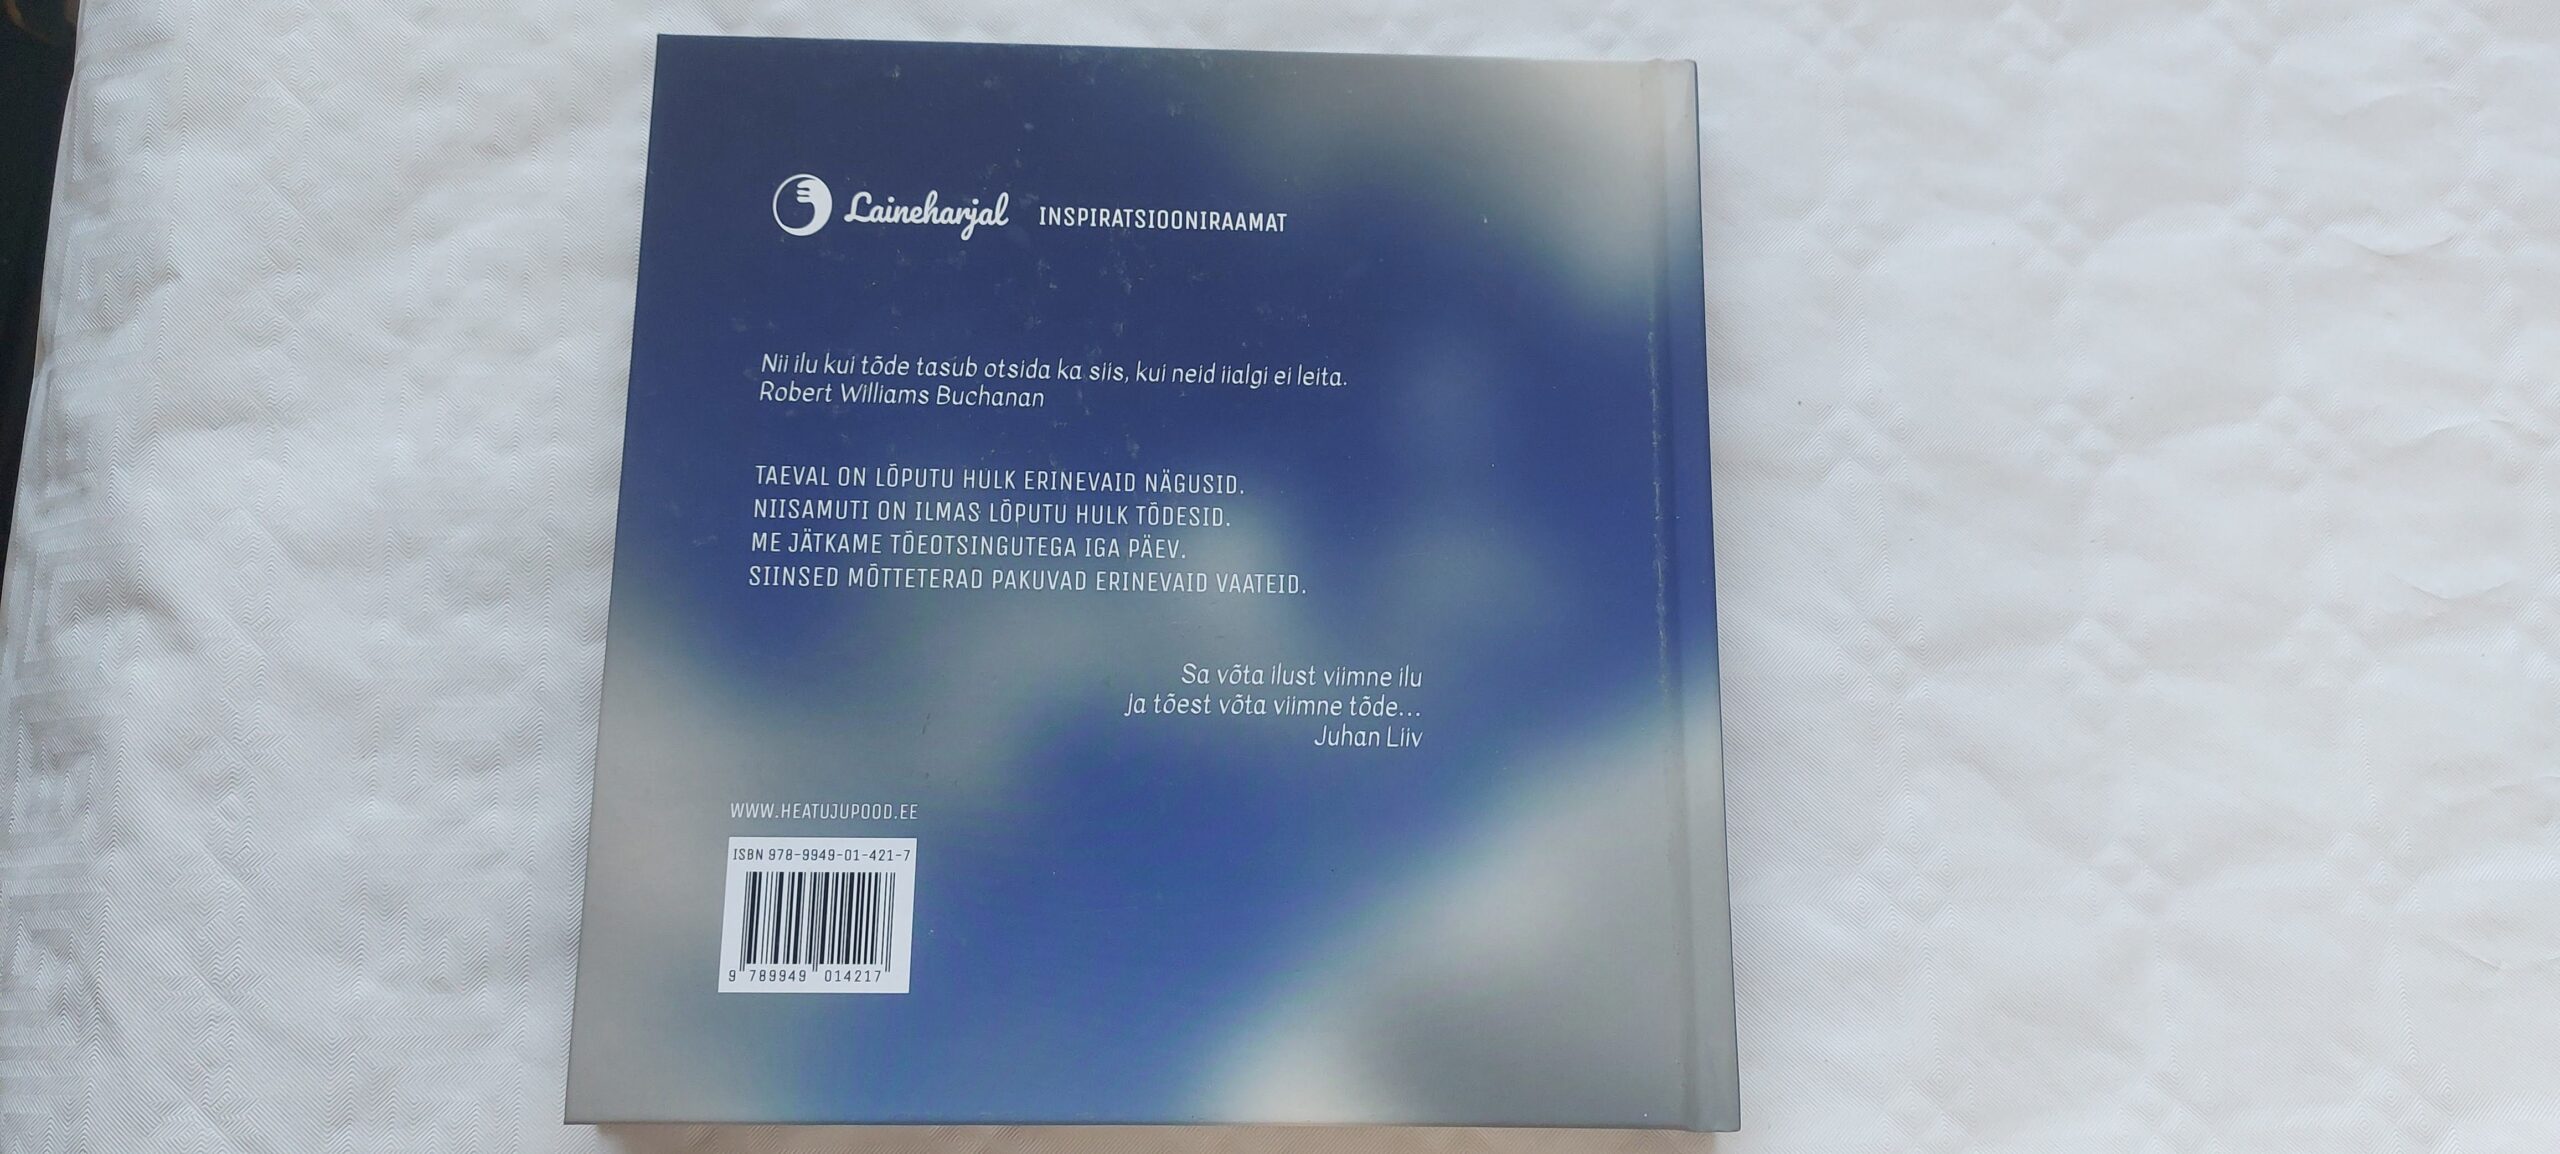 Laineharjal INSPIRATSIOONIRAAMAT
Nii ilu kui tõde tasub otsida ka siis, kui neid iialgi ei leita.
Robert Williams Buchanan
TAEVAL ON LÕPUTU HULK ERINEVAID NÄGUSID.
NIISAMUTI ON ILMAS LÕPUTU HULK TÕDESID.
ME JÄTKAME TÕEOTSINGUTEGA IGA PÄEV.
SIINSED MÕTTETERAD PAKUVAD ERINEVAID VAATEID.
Sa võta ilust viimne ilu
ja tõest võta viimne tõde...
Juhan Liiv
WWW.HEATUJUPOOD.EE
ISBN 978-9949-01-421-7
9 789949 014217